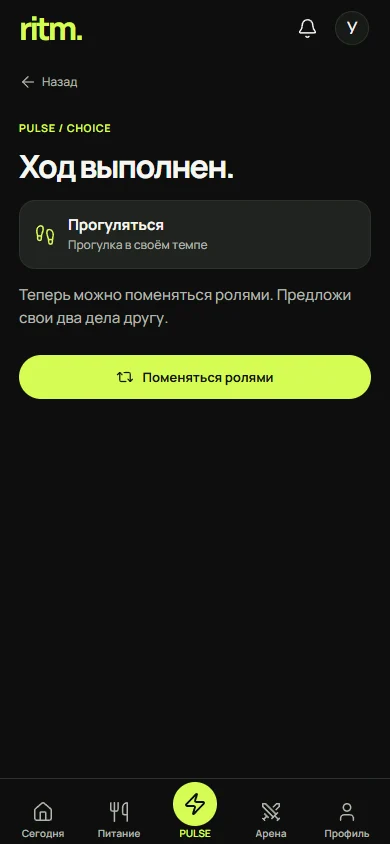 ritm.
У
Назад
PULSE / CHOICE
Ход выполнен.
Прогуляться
Прогулка в своём темпе
Теперь можно поменяться ролями. Предложи
свои два дела другу.
Поменяться ролями
Сегодня
Питание
PULSE
Арена
Профиль